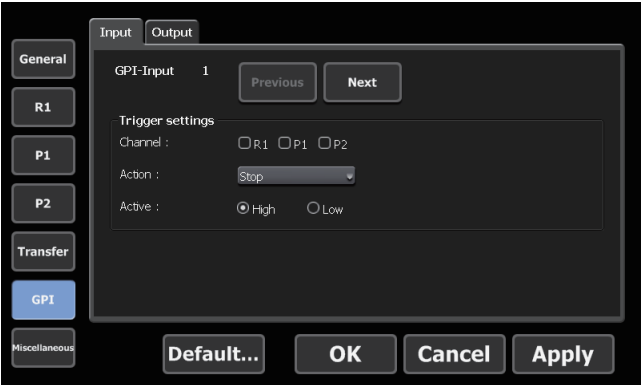 Input Output
General
R1
P1
P2
Transfer
GPI
Miscellaneous
GPI-Input 1 Previous Next
Trigger settings
Channel : R1 P1 P2
Action : Stop
Active : High Low
Default... OK Cancel Apply